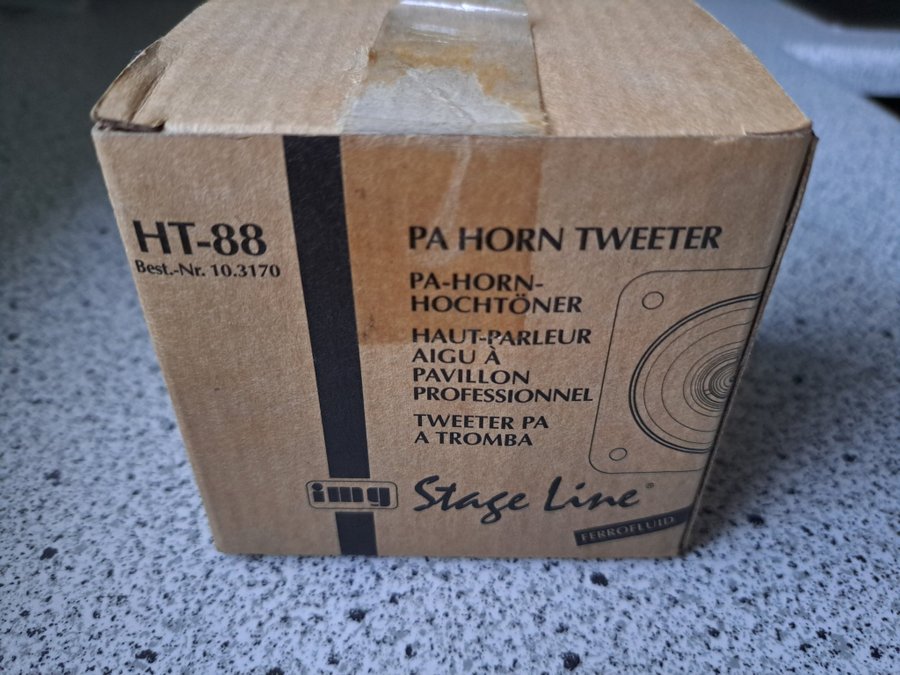 HT-88
Best.-Nr. 10.3170
PA HORN TWEETER
PA-HORN-
HOCHTÖNER
HAUT-PARLEUR
AIGU À
PAVILLON
PROFESSIONNEL
TWEETER PA
A TROMBA
img Stage Line®
FERROFLUID